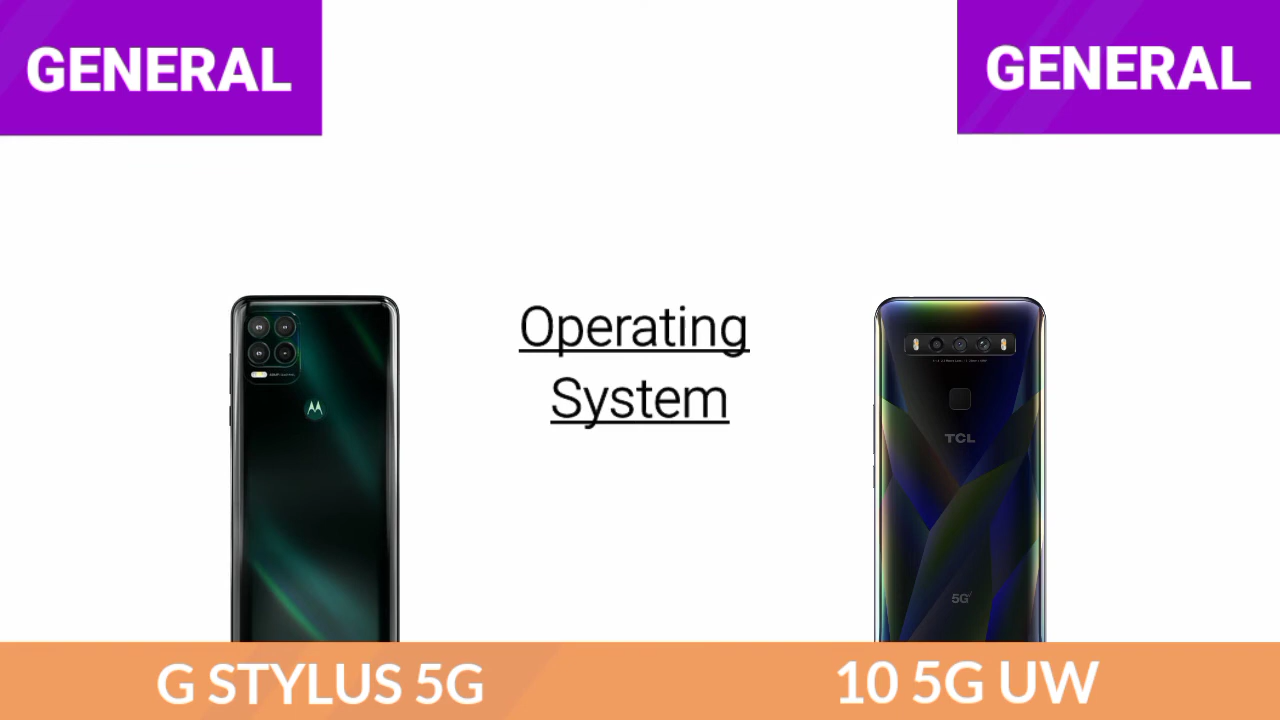 GENERAL
GENERAL
Operating
System
TCL
5G
G STYLUS 5G
10 5G UW